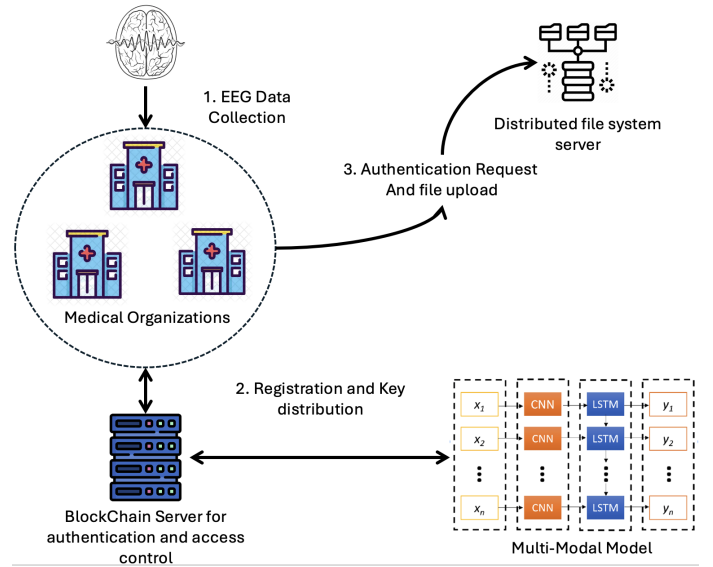 1. EEG Data
Collection
Distributed file system
server
3. Authentication Request
And file upload
Medical Organizations
2. Registration and Key
distribution
x1 CNN LSTM y1
x2 CNN LSTM y2
xn CNN LSTM yn
BlockChain Server for
authentication and access
control
Multi-Modal Model